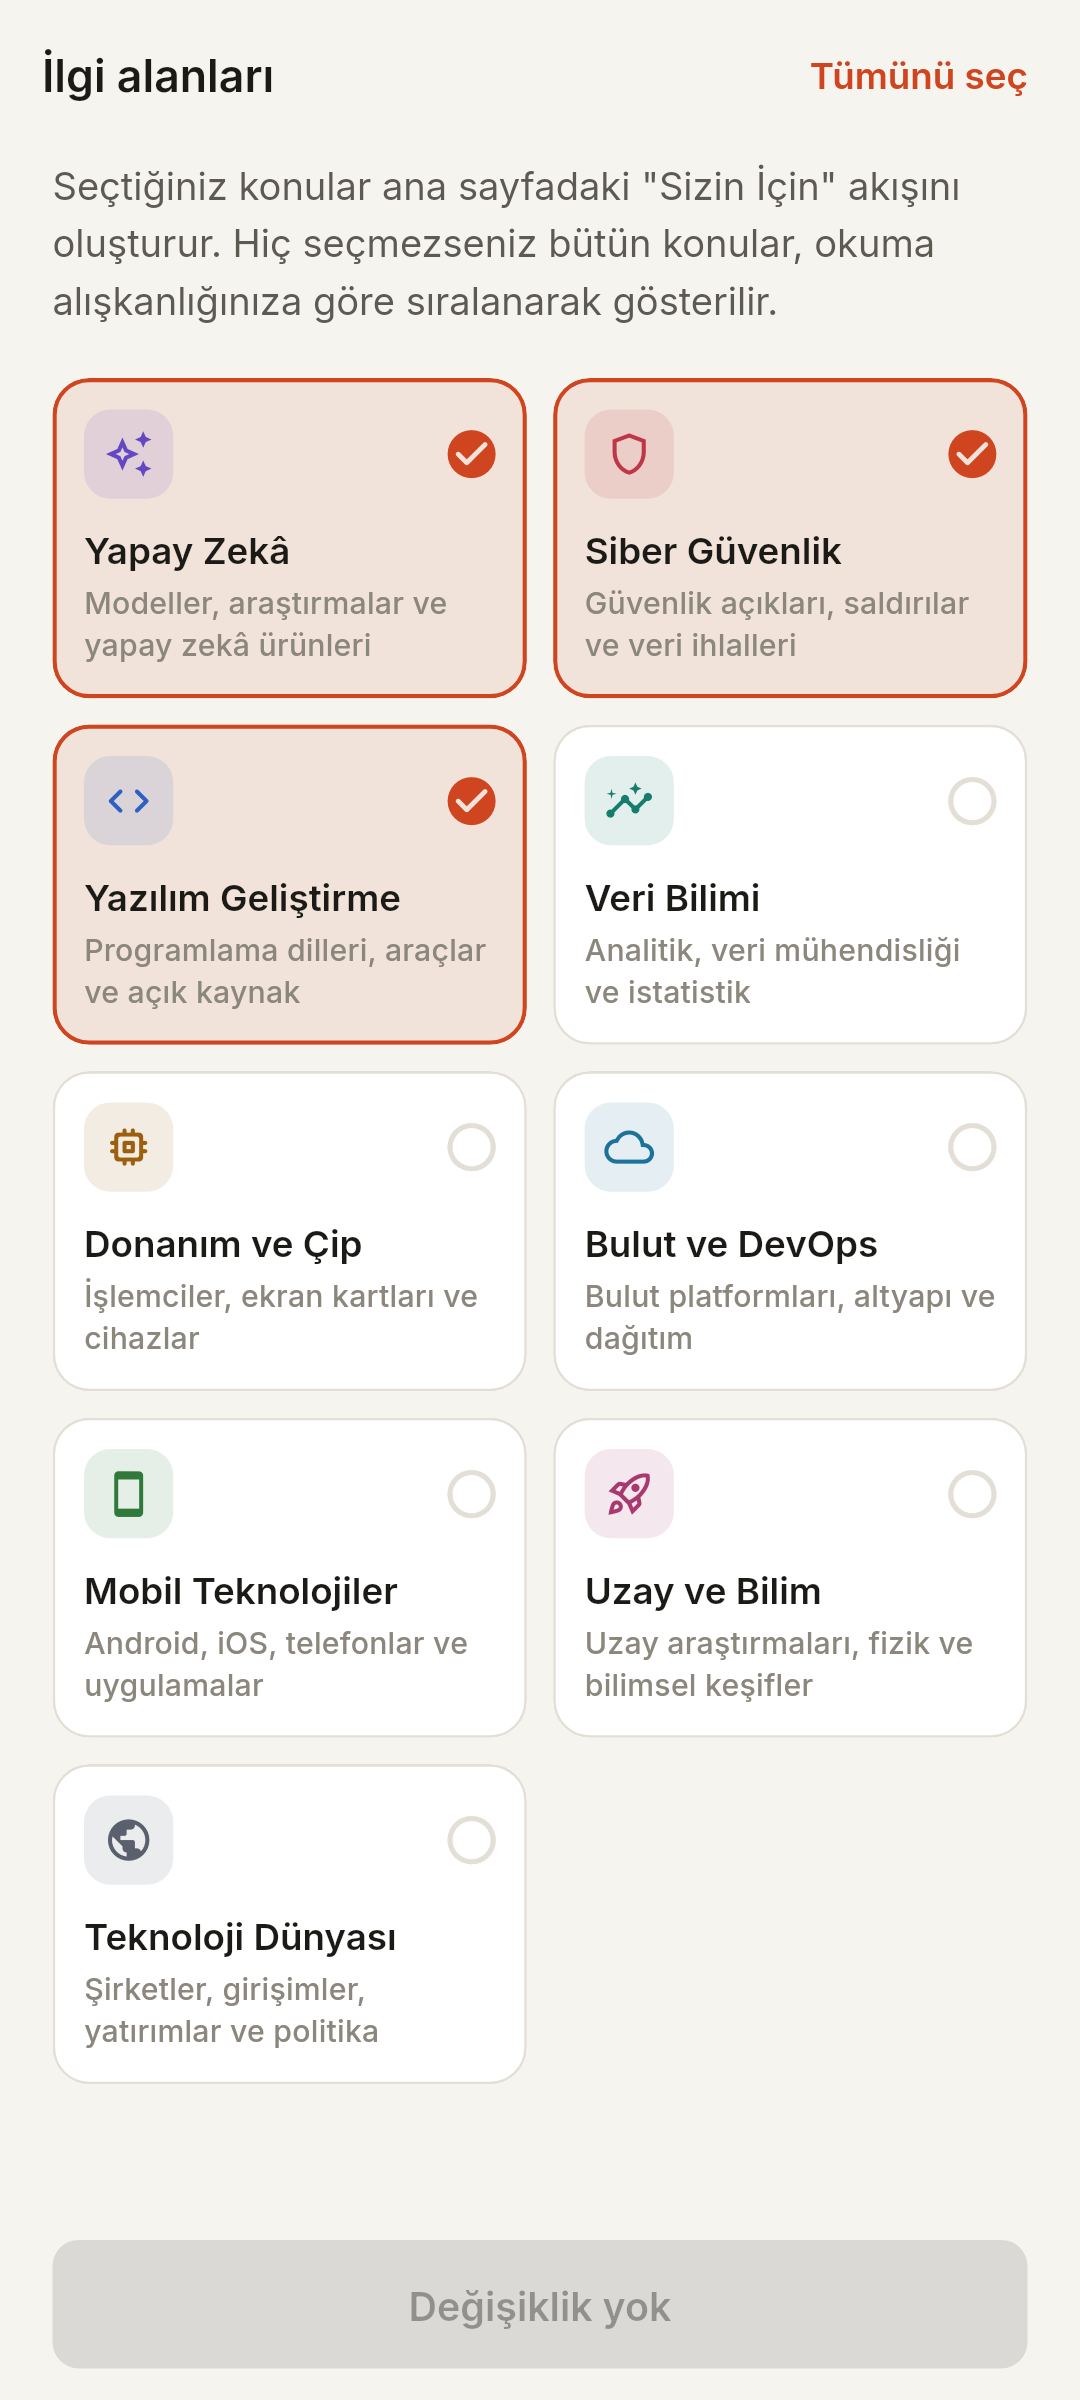 İlgi alanları
Tümünü seç
Seçtiğiniz konular ana sayfadaki "Sizin İçin" akışını
oluşturur. Hiç seçmezseniz bütün konular, okuma
alışkanlığınıza göre sıralanarak gösterilir.
Yapay Zekâ
Modeller, araştırmalar ve
yapay zekâ ürünleri
Siber Güvenlik
Güvenlik açıkları, saldırılar
ve veri ihlalleri
Yazılım Geliştirme
Programlama dilleri, araçlar
ve açık kaynak
Veri Bilimi
Analitik, veri mühendisliği
ve istatistik
Donanım ve Çip
İşlemciler, ekran kartları ve
cihazlar
Bulut ve DevOps
Bulut platformları, altyapı ve
dağıtım
Mobil Teknolojiler
Android, iOS, telefonlar ve
uygulamalar
Uzay ve Bilim
Uzay araştırmaları, fizik ve
bilimsel keşifler
Teknoloji Dünyası
Şirketler, girişimler,
yatırımlar ve politika
Değişiklik yok